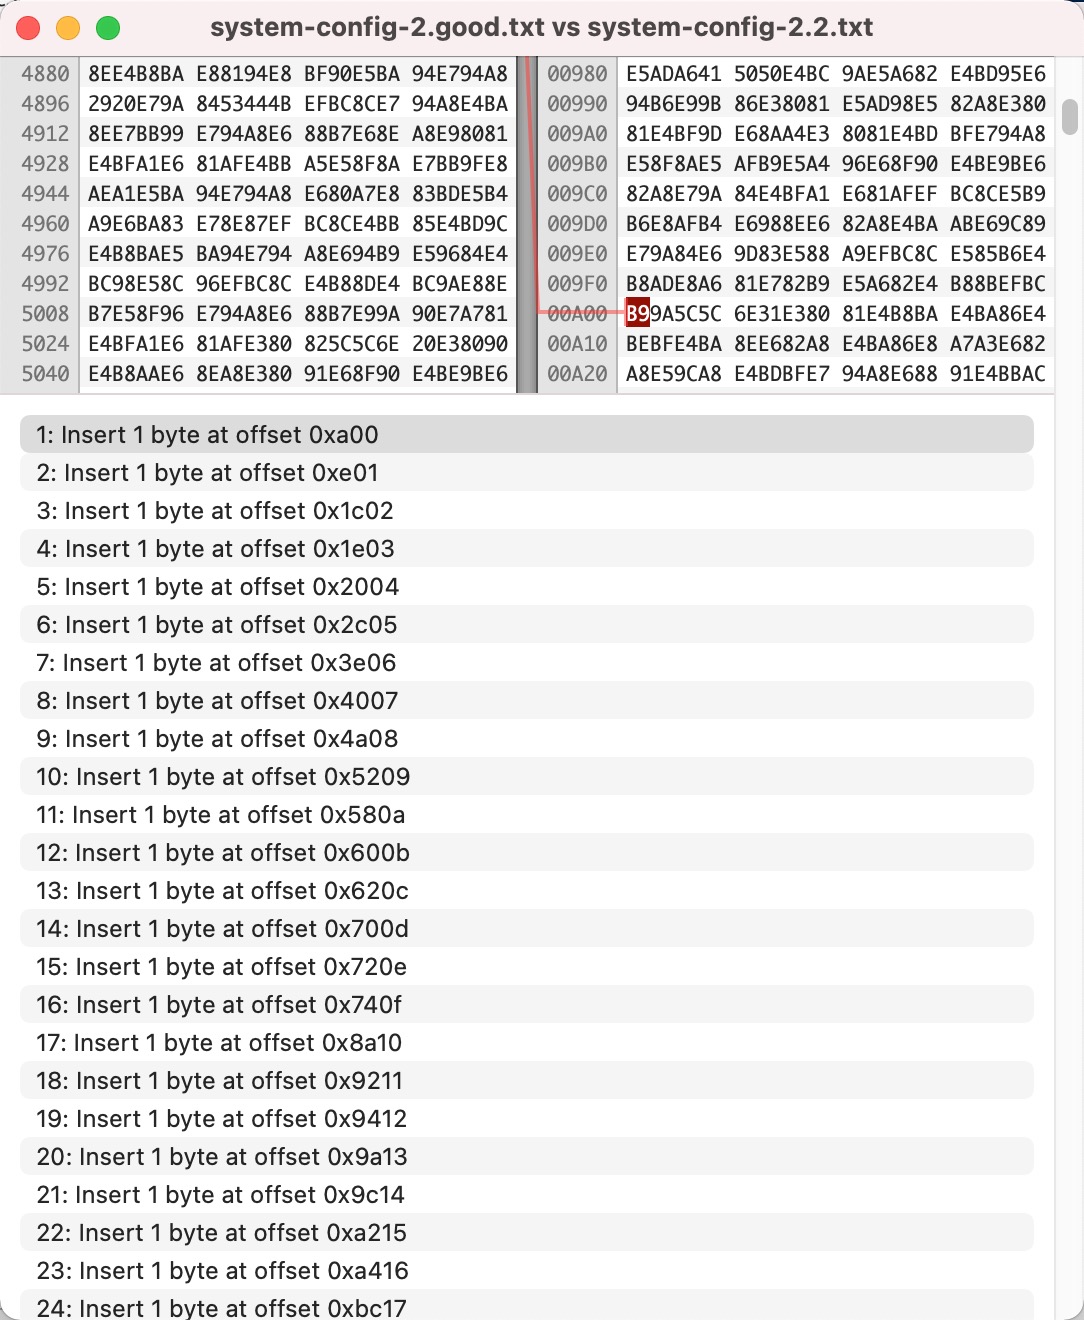 system-config-2.good.txt vs system-config-2.2.txt
4880 8EE4B8BA E88194E8 BF90E5BA 94E794A8 00980 E5ADA641 5050E4BC 9AE5A682 E4BD95E6
4896 2920E79A 8453444B EFBC8CE7 94A8E4BA 00990 94B6E99B 86E38081 E5AD98E5 82A8E380
4912 8EE7BB99 E794A8E6 88B7E68E A8E98081 009A0 81E4BF9D E68AA4E3 8081E4BD BFE794A8
4928 E4BFA1E6 81AFE4BB A5E58F8A E7BB9FE8 009B0 E58F8AE5 AFB9E5A4 96E68F90 E4BE9BE6
4944 AEA1E5BA 94E794A8 E680A7E8 83BDE5B4 009C0 82A8E79A 84E4BFA1 E681AFEF BC8CE5B9
4960 A9E6BA83 E78E87EF BC8CE4BB 85E4BD9C 009D0 B6E8AFB4 E6988EE6 82A8E4BA ABE69C89
4976 E4B8BAE5 BA94E794 A8E694B9 E59684E4 009E0 E79A84E6 9D83E588 A9EFBC8C E585B6E4
4992 BC98E58C 96EFBC8C E4B88DE4 BC9AE88E 009F0 B8ADE8A6 81E782B9 E5A682E4 B88BEFBC
5008 B7E58F96 E794A8E6 88B7E99A 90E7A781 00A00 B99A5C5C 6E31E380 81E4B8BA E4BA86E4
5024 E4BFA1E6 81AFE380 825C5C6E 20E38090 00A10 BEBFE4BA 8EE682A8 E4BA86E8 A7A3E682
5040 E4B8AAE6 8EA8E380 91E68F90 E4BE9BE6 00A20 A8E59CA8 E4BDBFE7 94A8E688 91E4BBAC
1: Insert 1 byte at offset 0xa00
2: Insert 1 byte at offset 0xe01
3: Insert 1 byte at offset 0x1c02
4: Insert 1 byte at offset 0x1e03
5: Insert 1 byte at offset 0x2004
6: Insert 1 byte at offset 0x2c05
7: Insert 1 byte at offset 0x3e06
8: Insert 1 byte at offset 0x4007
9: Insert 1 byte at offset 0x4a08
10: Insert 1 byte at offset 0x5209
11: Insert 1 byte at offset 0x580a
12: Insert 1 byte at offset 0x600b
13: Insert 1 byte at offset 0x620c
14: Insert 1 byte at offset 0x700d
15: Insert 1 byte at offset 0x720e
16: Insert 1 byte at offset 0x740f
17: Insert 1 byte at offset 0x8a10
18: Insert 1 byte at offset 0x9211
19: Insert 1 byte at offset 0x9412
20: Insert 1 byte at offset 0x9a13
21: Insert 1 byte at offset 0x9c14
22: Insert 1 byte at offset 0xa215
23: Insert 1 byte at offset 0xa416
24: Insert 1 byte at offset 0xbc17